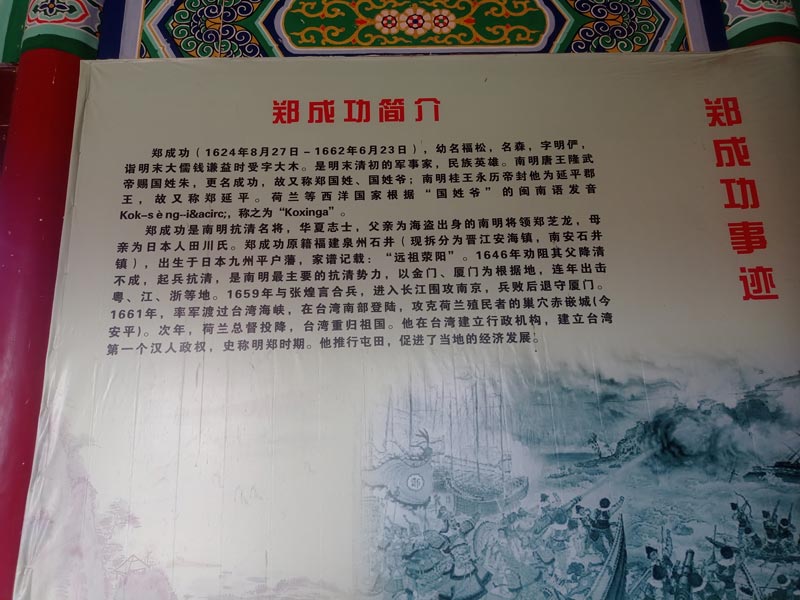 郑成功简介
郑成功（1624年8月27日－1662年6月23日），幼名福松，名森，字明俨，
诣明末大儒钱谦益时受字大木。是明末清初的军事家，民族英雄。南明唐王隆武
帝赐国姓朱，更名成功，故又称郑国姓、国姓爷；南明桂王永历帝封他为延平郡
王，故又称郑延平。荷兰等西洋国家根据“国姓爷”的闽南语发音
Kok-sèng-i&acirc;，称之为“Koxinga”。
郑成功是南明抗清名将，华夏志士，父亲为海盗出身的南明将领郑芝龙，母
亲为日本人田川氏。郑成功原籍福建泉州石井（现拆分为晋江安海镇，南安石井
镇），出生于日本九州平户藩，家谱记载：“远祖荥阳”。1646年劝阻其父降清
不成，起兵抗清，是南明最主要的抗清势力，以金门、厦门为根据地，连年出击
粤、江、浙等地。1659年与张煌言合兵，进入长江围攻南京，兵败后退守厦门。
1661年，率军渡过台湾海峡，在台湾南部登陆，攻克荷兰殖民者的巢穴赤嵌城(今
安平)。次年，荷兰总督投降，台湾重归祖国。他在台湾建立行政机构，建立台湾
第一个汉人政权，史称明郑时期。他推行屯田，促进了当地的经济发展。
郑成功事迹